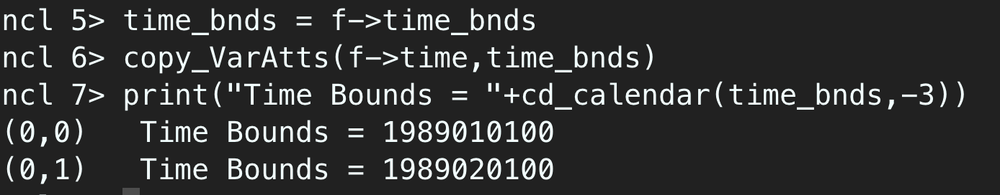 ncl 5> time_bnds = f->time_bnds
ncl 6> copy_VarAtts(f->time,time_bnds)
ncl 7> print("Time Bounds = "+cd_calendar(time_bnds,-3))
(0,0)   Time Bounds = 1989010100
(0,1)   Time Bounds = 1989020100